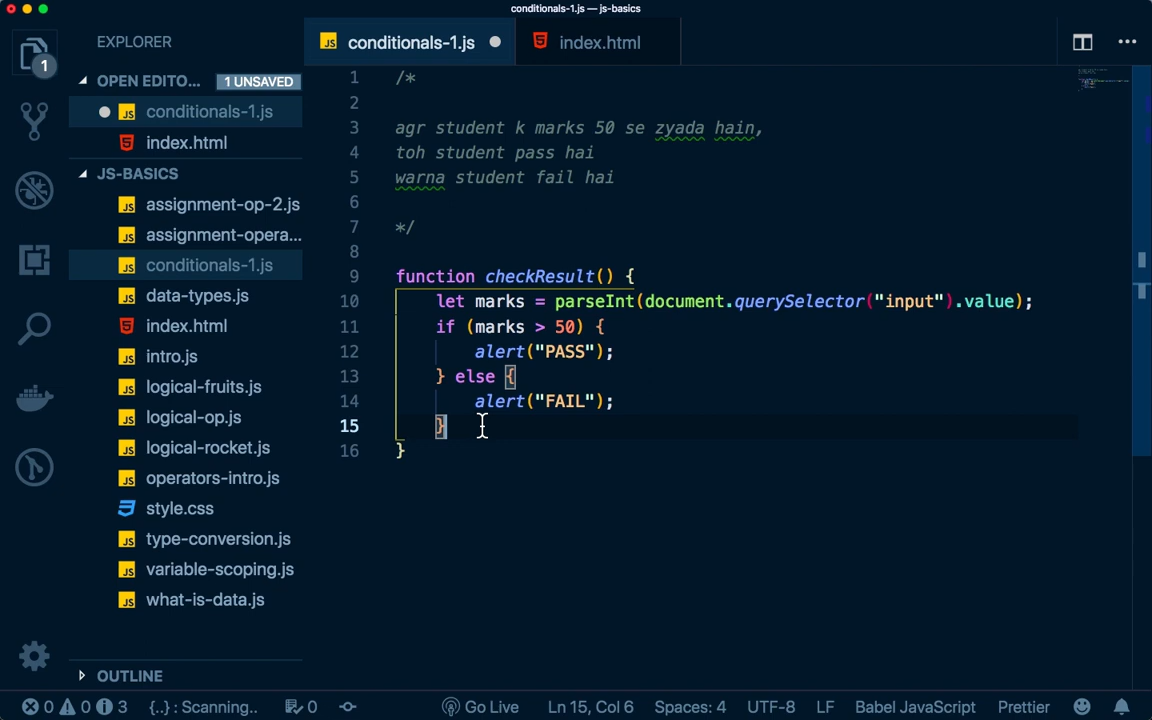 conditionals-1.js — js-basics
EXPLORER
1
OPEN EDITO... 1 UNSAVED
conditionals-1.js
index.html
JS-BASICS
assignment-op-2.js
assignment-opera...
conditionals-1.js
data-types.js
index.html
intro.js
logical-fruits.js
logical-op.js
logical-rocket.js
operators-intro.js
style.css
type-conversion.js
variable-scoping.js
what-is-data.js
OUTLINE
conditionals-1.js index.html
1 /*
2
3 agr student k marks 50 se zyada hain,
4 toh student pass hai
5 warna student fail hai
6
7 */
8
9 function checkResult() {
10 let marks = parseInt(document.querySelector("input").value);
11 if (marks > 50) {
12 alert("PASS");
13 } else {
14 alert("FAIL");
15 }
16 }
0 0 3 {..} : Scanning.. 0 Go Live Ln 15, Col 6 Spaces: 4 UTF-8 LF Babel JavaScript Prettier